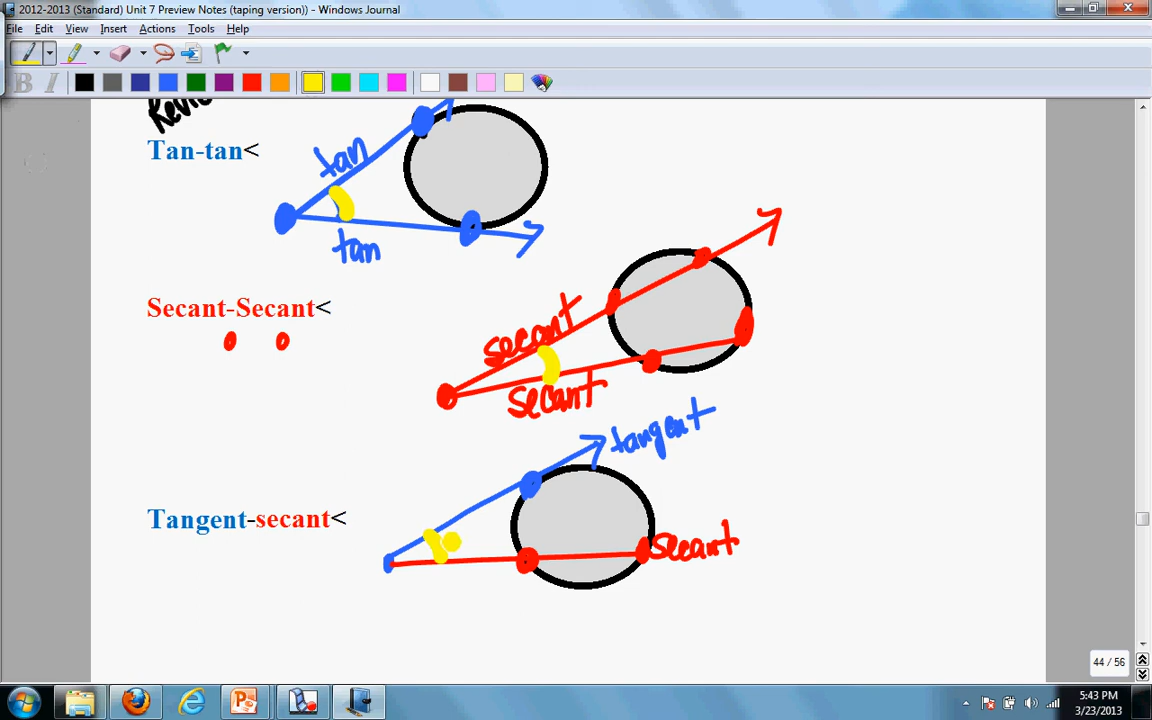 2012-2013 (Standard) Unit 7 Preview Notes (taping version)) - Windows Journal
File Edit View Insert Actions Tools Help
B I
Tan-tan<
tan
tan
Secant-Secant<
secant
secant
tangent
Tangent-secant<
secant
44 / 56
5:43 PM
3/23/2013